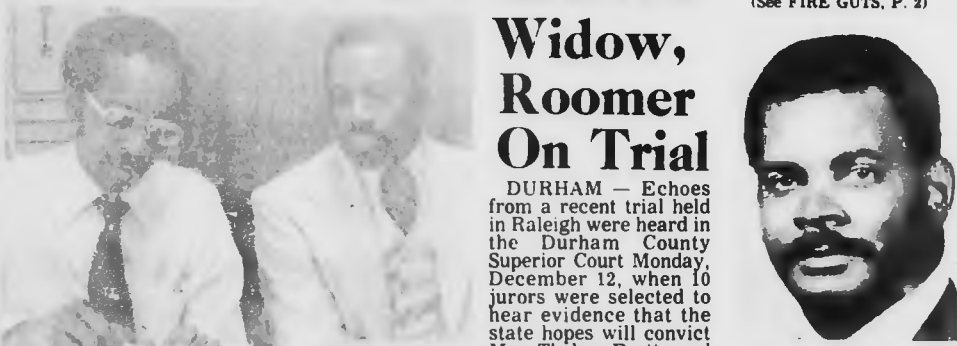 (See FIRE GUTS, P. 2)
Widow,
Roomer
On Trial
DURHAM — Echoes
from a recent trial held
in Raleigh were heard in
the Durham County
Superior Court Monday,
December 12, when 10
jurors were selected to
hear evidence that the
state hopes will convict